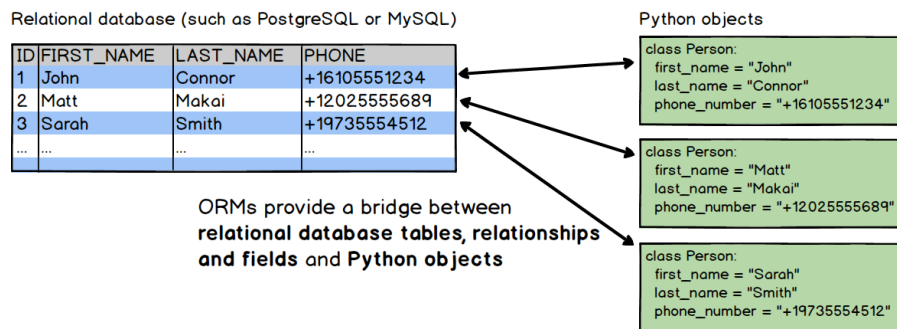 Relational database (such as PostgreSQL or MySQL)
ID FIRST_NAME LAST_NAME PHONE
1 John Connor +16105551234
2 Matt Makai +12025555689
3 Sarah Smith +19735554512
... ... ... ...
ORMs provide a bridge between
relational database tables, relationships
and fields and Python objects
Python objects
class Person:
first_name = "John"
last_name = "Connor"
phone_number = "+16105551234"
class Person:
first_name = "Matt"
last_name = "Makai"
phone_number = "+12025555689"
class Person:
first_name = "Sarah"
last_name = "Smith"
phone_number = "+19735554512"